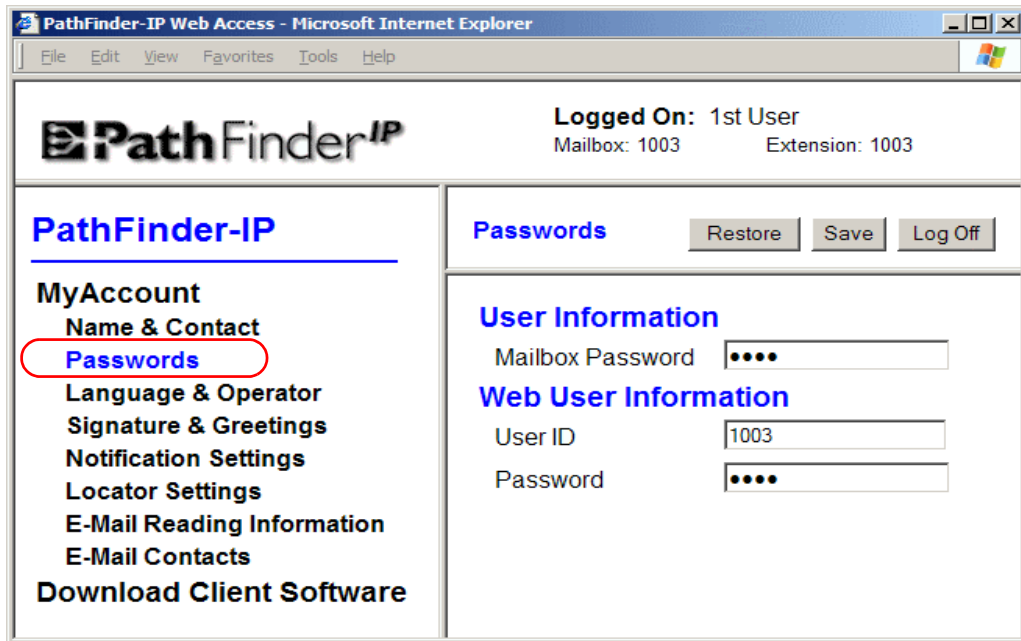 PathFinder-IP Web Access - Microsoft Internet Explorer
File Edit View Favorites Tools Help
PathFinder IP
Logged On: 1st User
Mailbox: 1003 Extension: 1003
PathFinder-IP
MyAccount
Name & Contact
Passwords
Language & Operator
Signature & Greetings
Notification Settings
Locator Settings
E-Mail Reading Information
E-Mail Contacts
Download Client Software
Passwords Restore Save Log Off
User Information
Mailbox Password ••••
Web User Information
User ID 1003
Password ••••